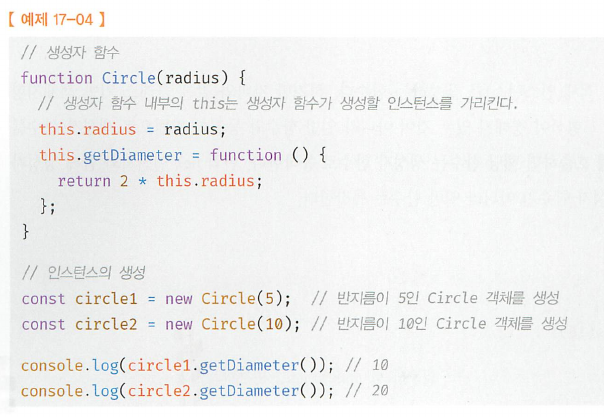 【 예제 17-04 】
// 생성자 함수
function Circle(radius) {
// 생성자 함수 내부의 this는 생성자 함수가 생성할 인스턴스를 가리킨다.
this.radius = radius;
this.getDiameter = function () {
return 2 * this.radius;
};
}
// 인스턴스의 생성
const circle1 = new Circle(5); // 반지름이 5인 Circle 객체를 생성
const circle2 = new Circle(10); // 반지름이 10인 Circle 객체를 생성
console.log(circle1.getDiameter()); // 10
console.log(circle2.getDiameter()); // 20